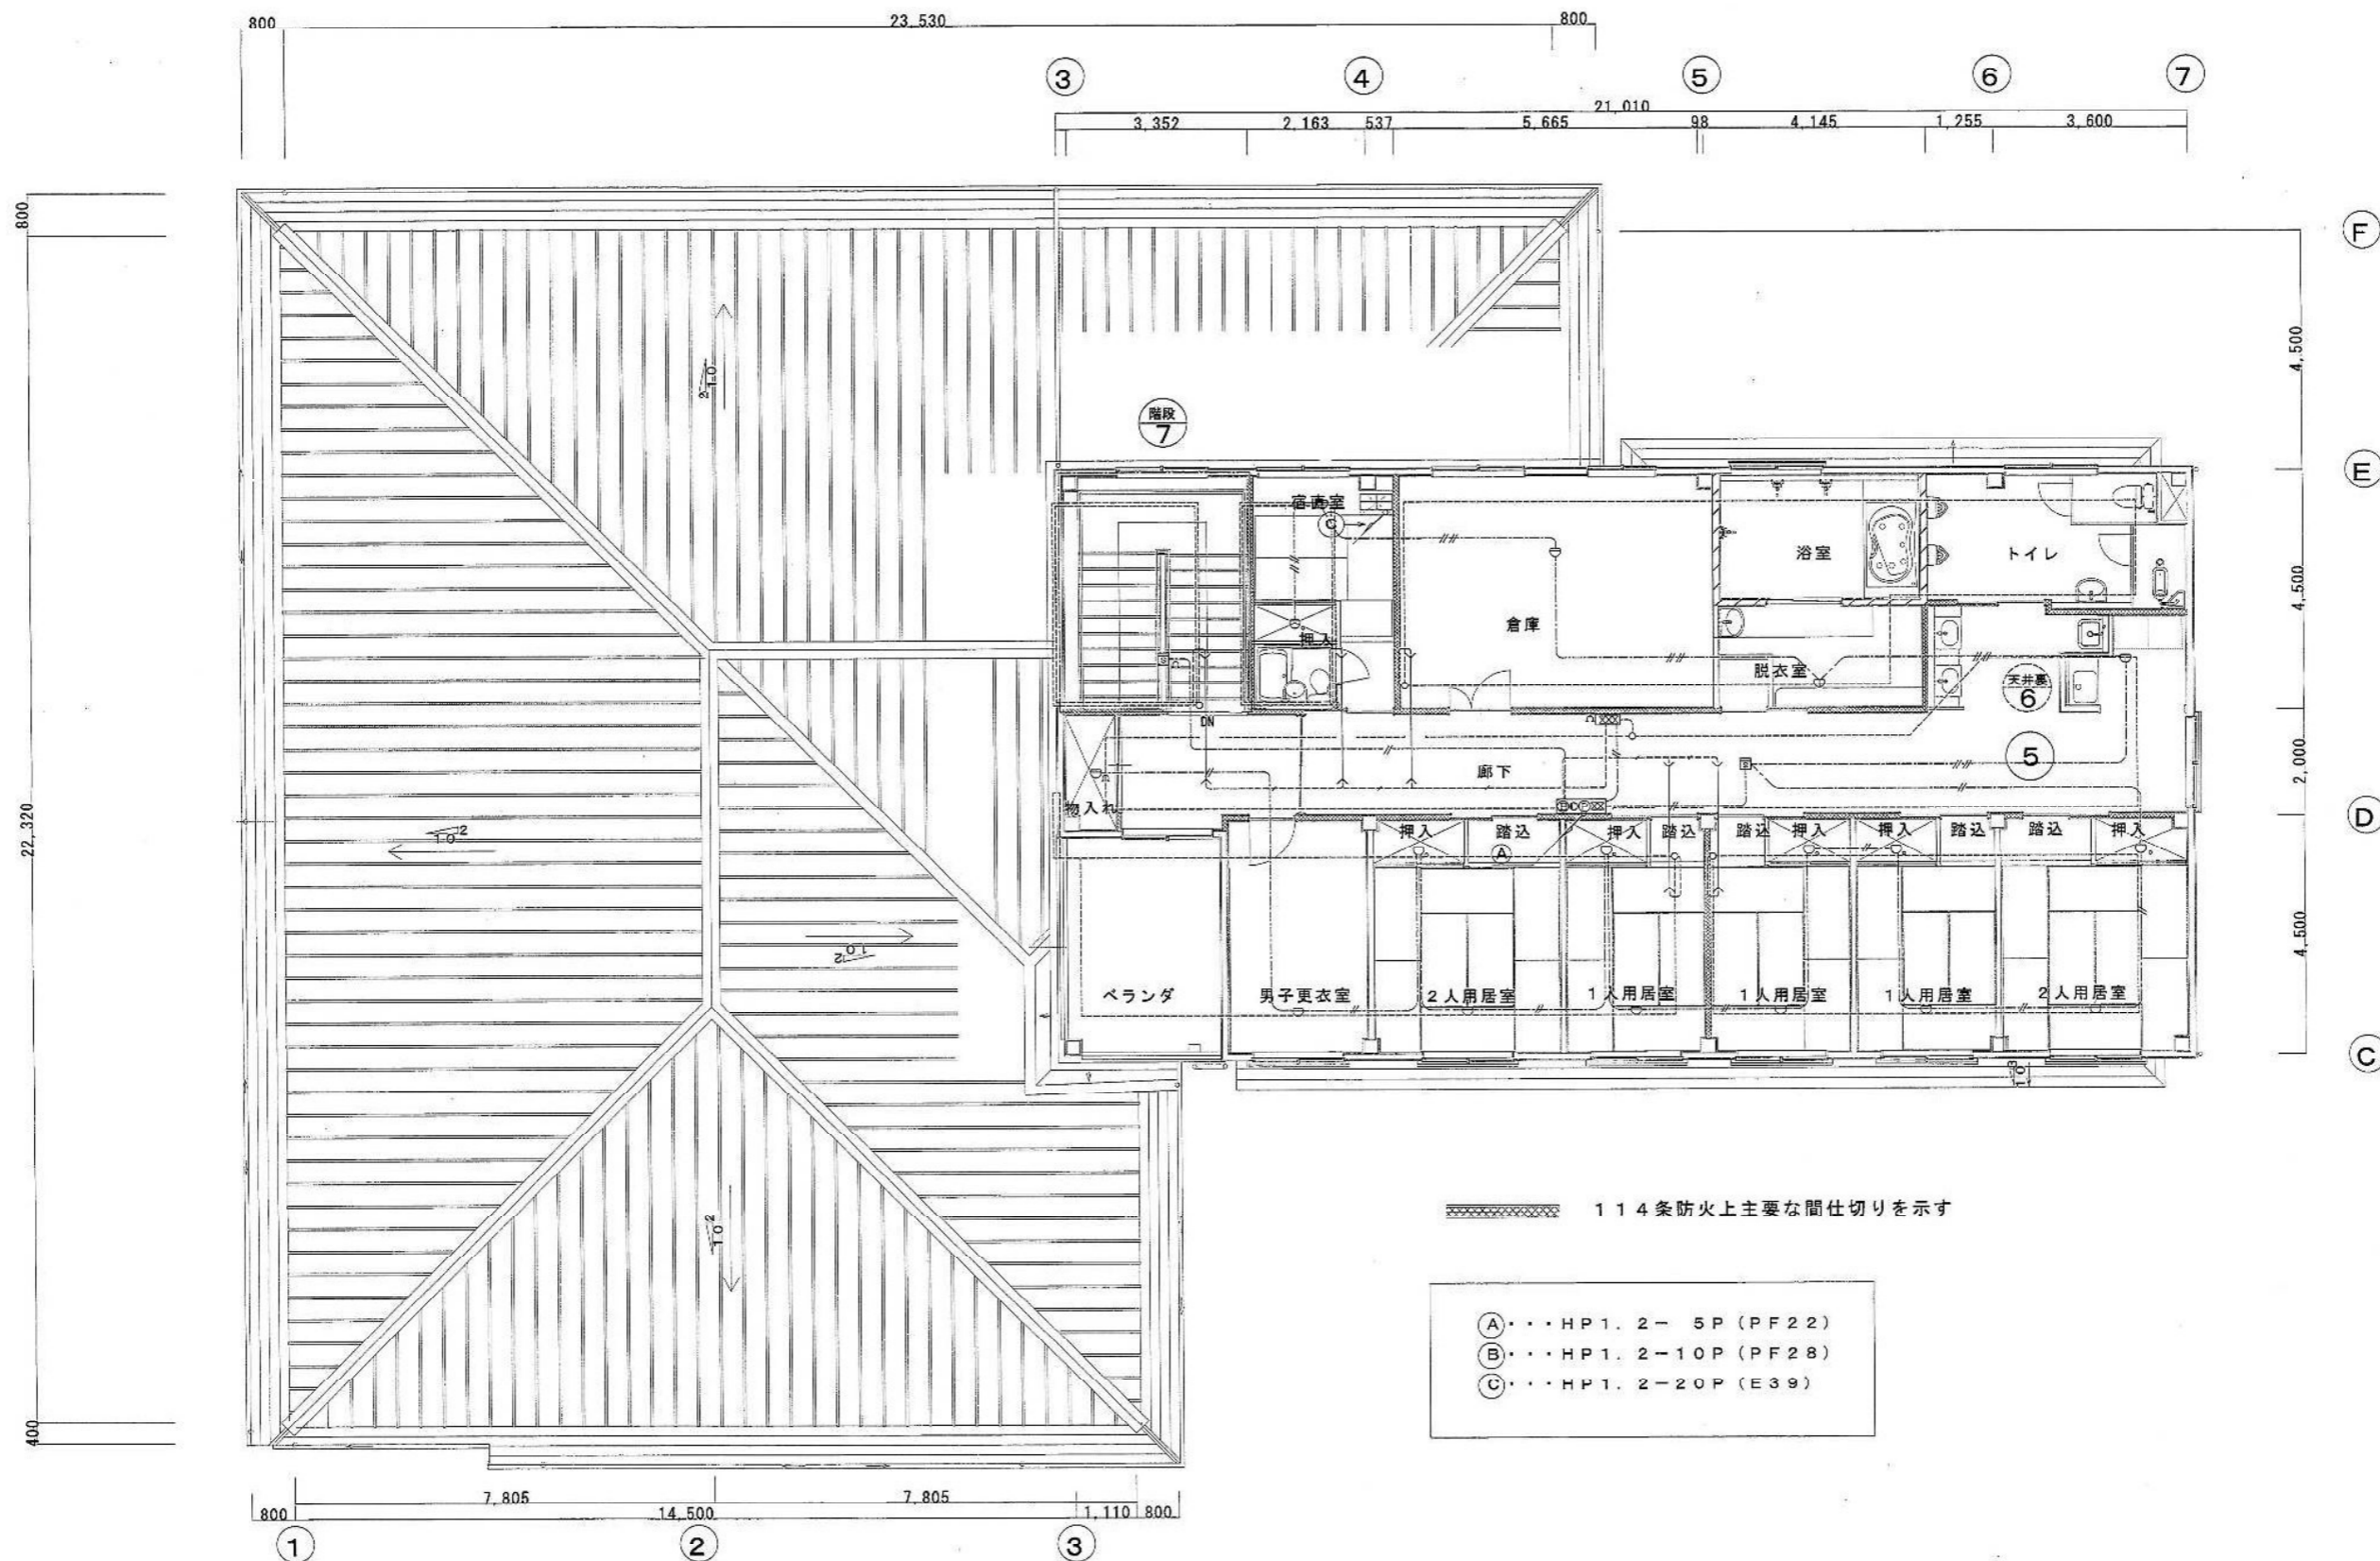 800 23,530 800
③ ④ ⑤ ⑥ ⑦
21,010
3,352 2,163 537 5,665 98 4,145 1,255 3,600
800
Ⓕ
4,500
2 10
階段
7
Ⓔ
宿直室
浴室 トイレ
4,500
倉庫
押入
脱衣室
天井裏
6
DN
2,000
廊下
⑤
22,320
物入れ
Ⓓ
押入 踏込 押入 踏込 踏込 押入 押入 踏込 踏込 押入
Ⓐ
2 10
4,500
10 2
ベランダ 男子更衣室 2人用居室 1人用居室 1人用居室 1人用居室 2人用居室
Ⓒ
114条防火上主要な間仕切りを示す
10 2
Ⓐ・・・HP1.2- 5P(PF22)
Ⓑ・・・HP1.2-10P(PF28)
Ⓒ・・・HP1.2-20P(E39)
400
7,805 7,805
800 14,500 1,110 800
① ② ③